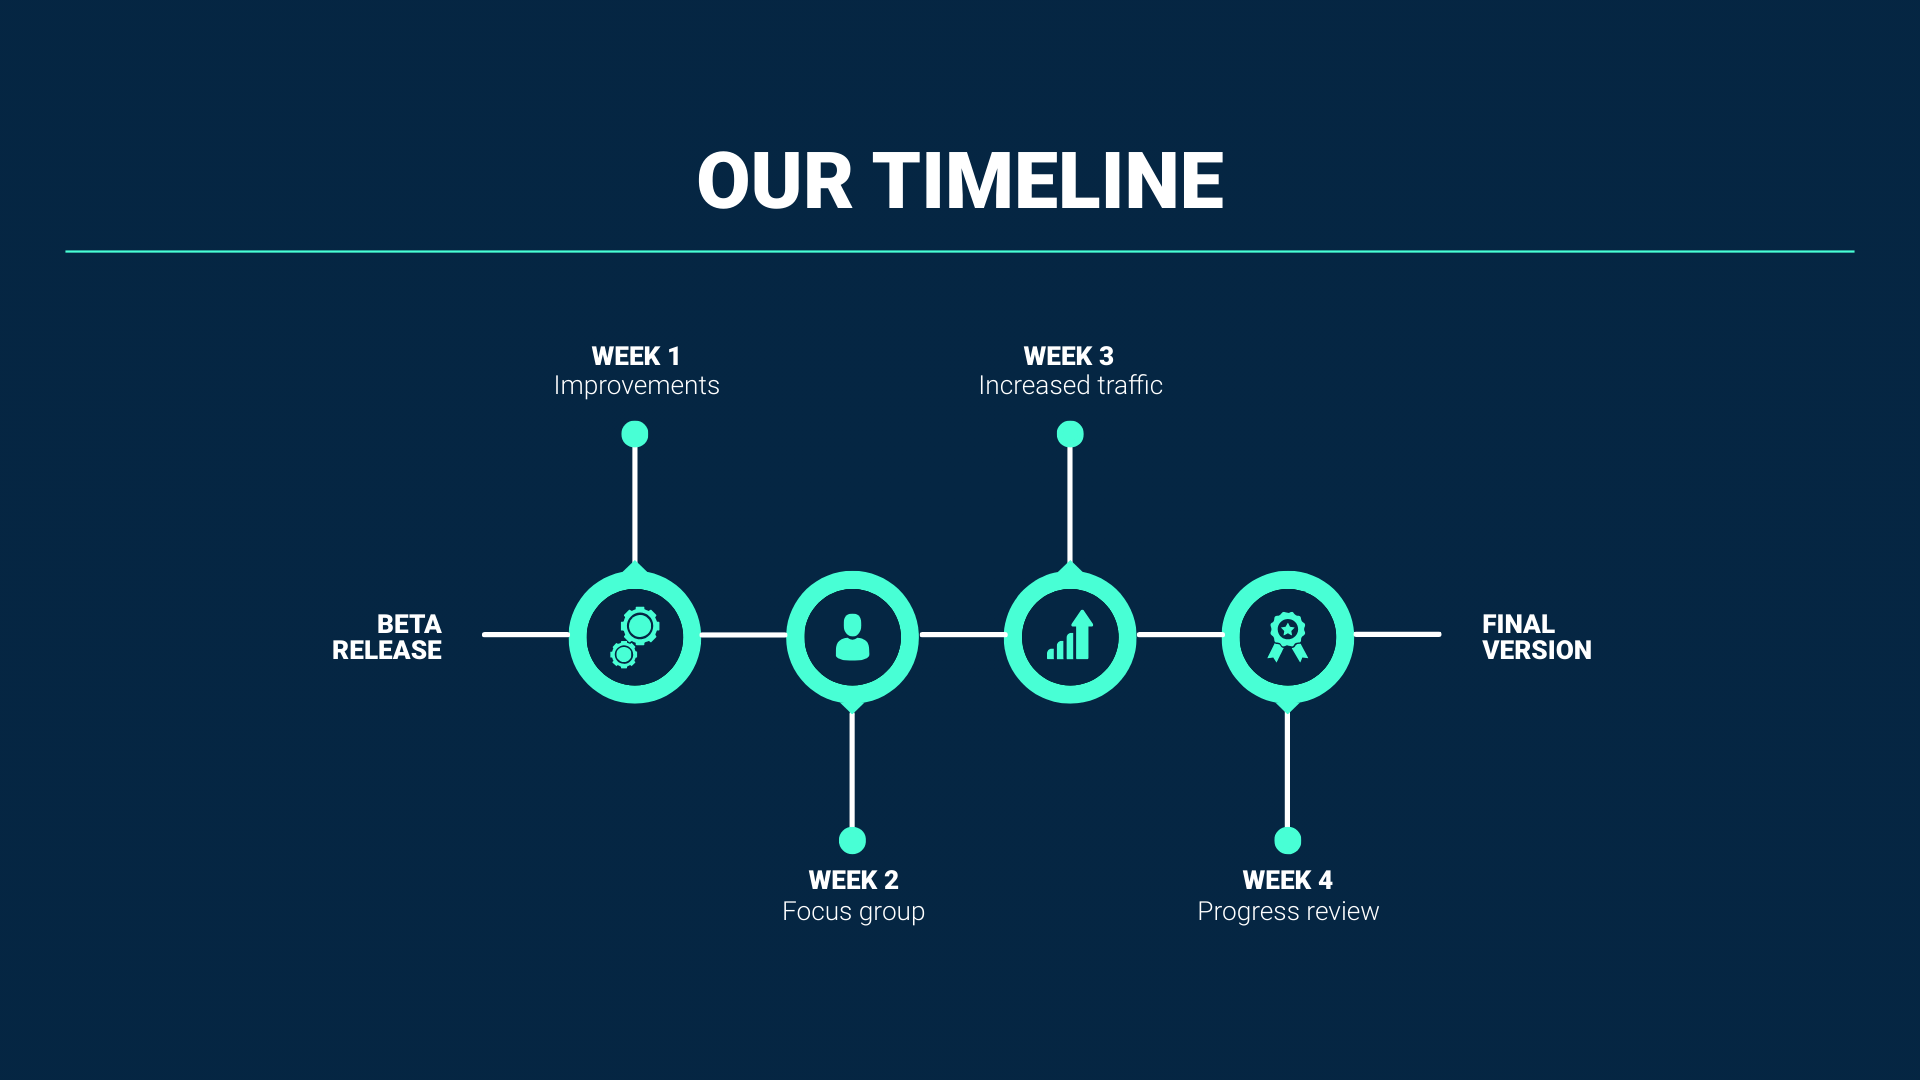 OUR TIMELINE
WEEK 1
Improvements
WEEK 3
Increased traffic
BETA
RELEASE
FINAL
VERSION
WEEK 2
Focus group
WEEK 4
Progress review